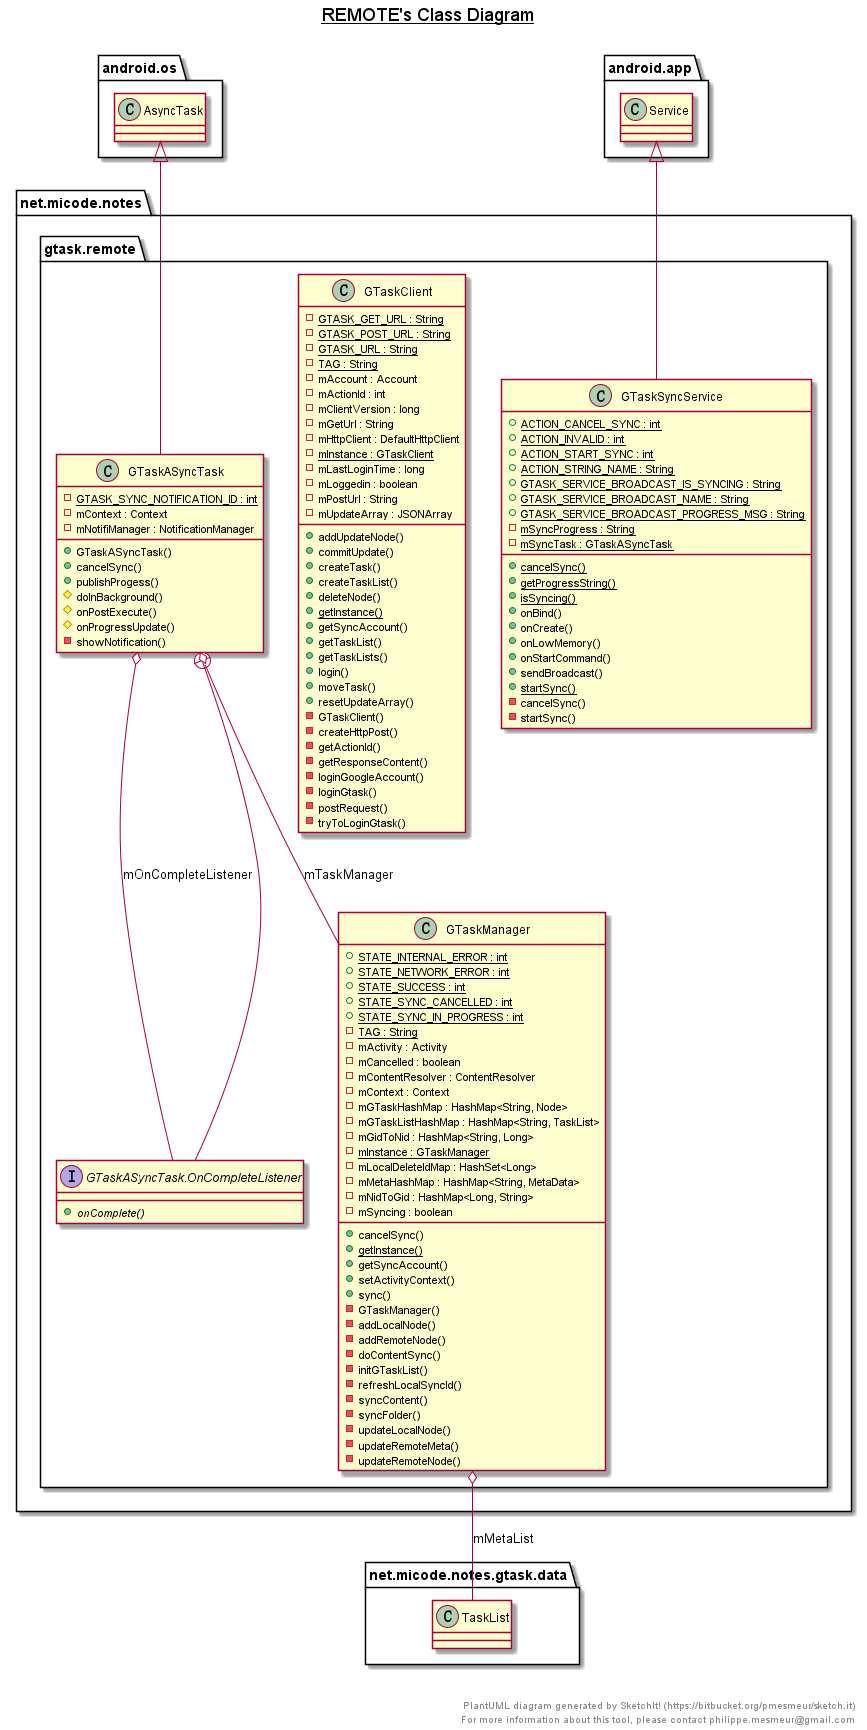 REMOTE's Class Diagram
android.os
C AsyncTask
android.app
C Service
net.micode.notes
gtask.remote
C GTaskClient
GTASK_GET_URL : String
GTASK_POST_URL : String
GTASK_URL : String
TAG : String
mAccount : Account
mActionId : int
mClientVersion : long
mGetUrl : String
mHttpClient : DefaultHttpClient
mInstance : GTaskClient
mLastLoginTime : long
mLoggedin : boolean
mPostUrl : String
mUpdateArray : JSONArray
addUpdateNode()
commitUpdate()
createTask()
createTaskList()
deleteNode()
getInstance()
getSyncAccount()
getTaskList()
getTaskLists()
login()
moveTask()
resetUpdateArray()
GTaskClient()
createHttpPost()
getActionId()
getResponseContent()
loginGoogleAccount()
loginGtask()
postRequest()
tryToLoginGtask()
C GTaskSyncService
ACTION_CANCEL_SYNC : int
ACTION_INVALID : int
ACTION_START_SYNC : int
ACTION_STRING_NAME : String
GTASK_SERVICE_BROADCAST_IS_SYNCING : String
GTASK_SERVICE_BROADCAST_NAME : String
GTASK_SERVICE_BROADCAST_PROGRESS_MSG : String
mSyncProgress : String
mSyncTask : GTaskASyncTask
cancelSync()
getProgressString()
isSyncing()
onBind()
onCreate()
onLowMemory()
onStartCommand()
sendBroadcast()
startSync()
cancelSync()
startSync()
C GTaskASyncTask
GTASK_SYNC_NOTIFICATION_ID : int
mContext : Context
mNotifiManager : NotificationManager
GTaskASyncTask()
cancelSync()
publishProgess()
doInBackground()
onPostExecute()
onProgressUpdate()
showNotification()
mOnCompleteListener
mTaskManager
C GTaskManager
STATE_INTERNAL_ERROR : int
STATE_NETWORK_ERROR : int
STATE_SUCCESS : int
STATE_SYNC_CANCELLED : int
STATE_SYNC_IN_PROGRESS : int
TAG : String
mActivity : Activity
mCancelled : boolean
mContentResolver : ContentResolver
mContext : Context
mGTaskHashMap : HashMap<String, Node>
mGTaskListHashMap : HashMap<String, TaskList>
mGidToNid : HashMap<String, Long>
mInstance : GTaskManager
mLocalDeleteIdMap : HashSet<Long>
mMetaHashMap : HashMap<String, MetaData>
mNidToGid : HashMap<Long, String>
mSyncing : boolean
cancelSync()
getInstance()
getSyncAccount()
setActivityContext()
sync()
GTaskManager()
addLocalNode()
addRemoteNode()
doContentSync()
initGTaskList()
refreshLocalSyncId()
syncContent()
syncFolder()
updateLocalNode()
updateRemoteMeta()
updateRemoteNode()
I GTaskASyncTask.OnCompleteListener
onComplete()
mMetaList
net.micode.notes.gtask.data
C TaskList
PlantUML diagram generated by SketchIt! (https://bitbucket.org/pmesmeur/sketch.it)
For more information about this tool, please contact philippe.mesmeur@gmail.com